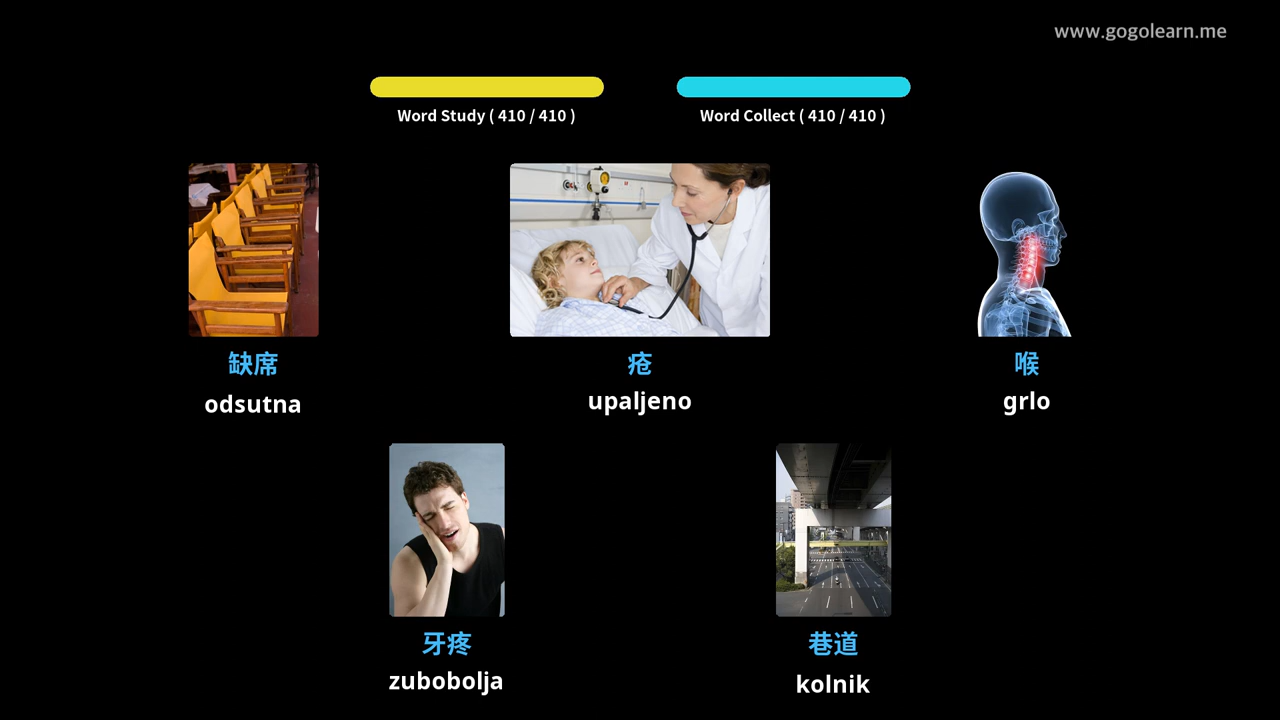 www.gogolearn.me
Word Study ( 410 / 410 )
Word Collect ( 410 / 410 )
缺席
odsutna
疮
upaljeno
喉
grlo
牙疼
zubobolja
巷道
kolnik